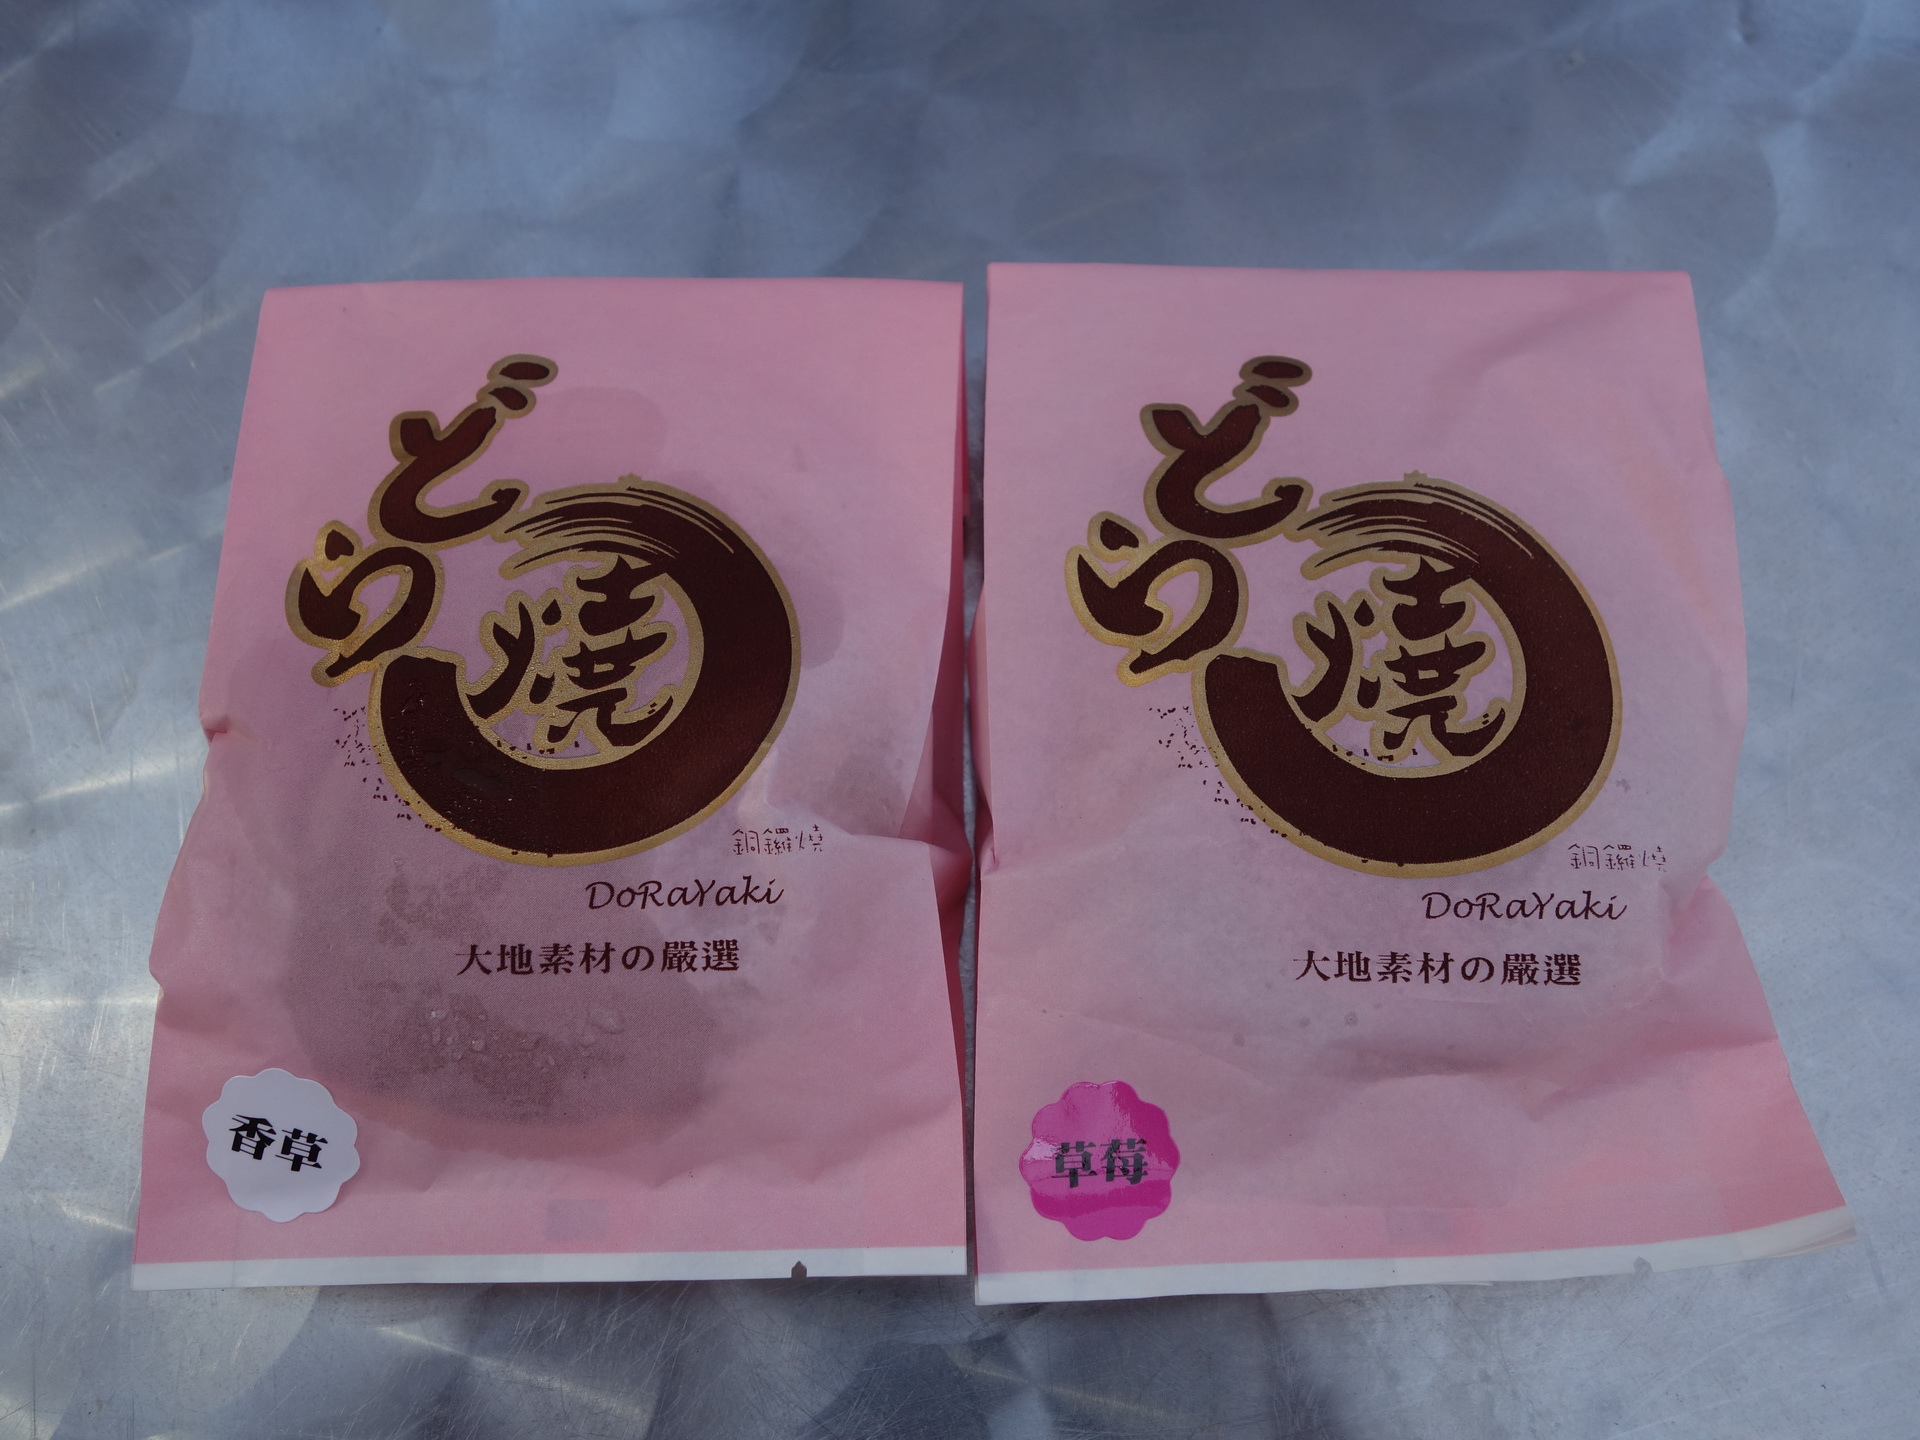 どら焼
銅鑼燒
DoRaYaki
大地素材の嚴選
香草
どら焼
銅鑼燒
DoRaYaki
大地素材の嚴選
草莓